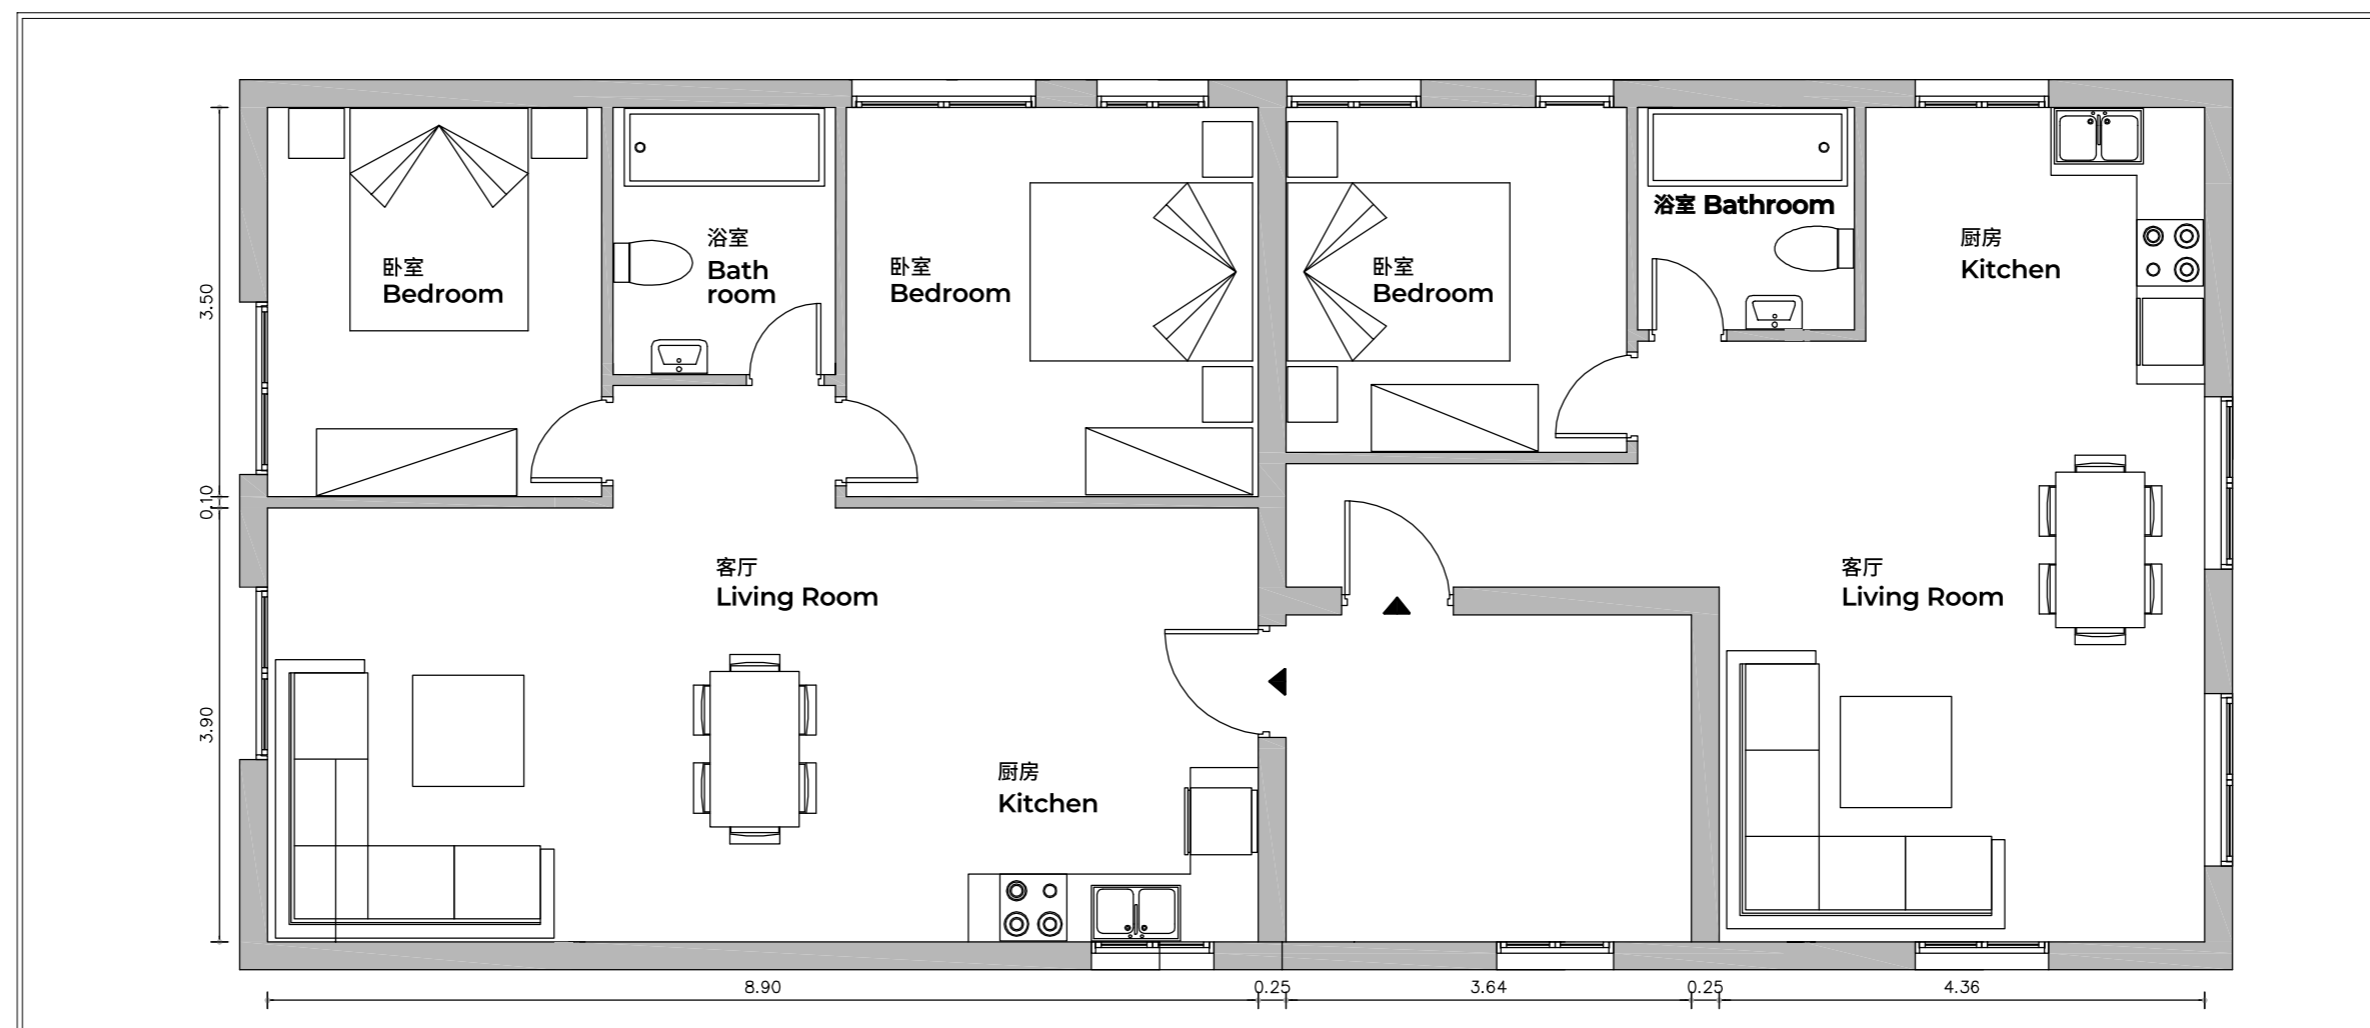 卧室
Bedroom
浴室
Bath
room
卧室
Bedroom
卧室
Bedroom
浴室 Bathroom
厨房
Kitchen
3.50
0.10
3.90
客厅
Living Room
厨房
Kitchen
客厅
Living Room
8.90
0.25
3.64
0.25
4.36